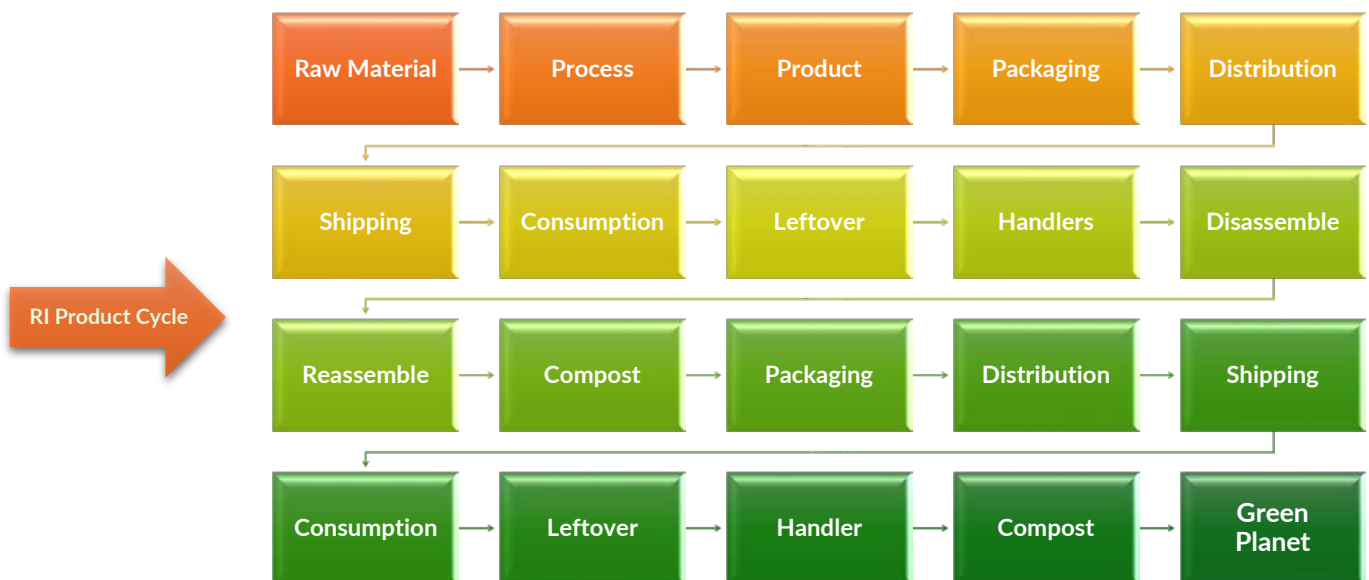 Raw Material
Process
Product
Packaging
Distribution
Shipping
Consumption
Leftover
Handlers
Disassemble
RI Product Cycle
Reassemble
Compost
Packaging
Distribution
Shipping
Consumption
Leftover
Handler
Compost
Green
Planet